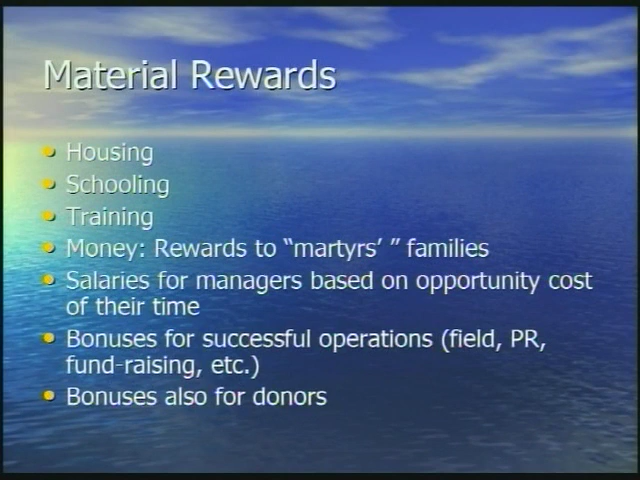 Material Rewards
Housing
Schooling
Training
Money: Rewards to “martyrs’ ” families
Salaries for managers based on opportunity cost
of their time
Bonuses for successful operations (field, PR,
fund-raising, etc.)
Bonuses also for donors